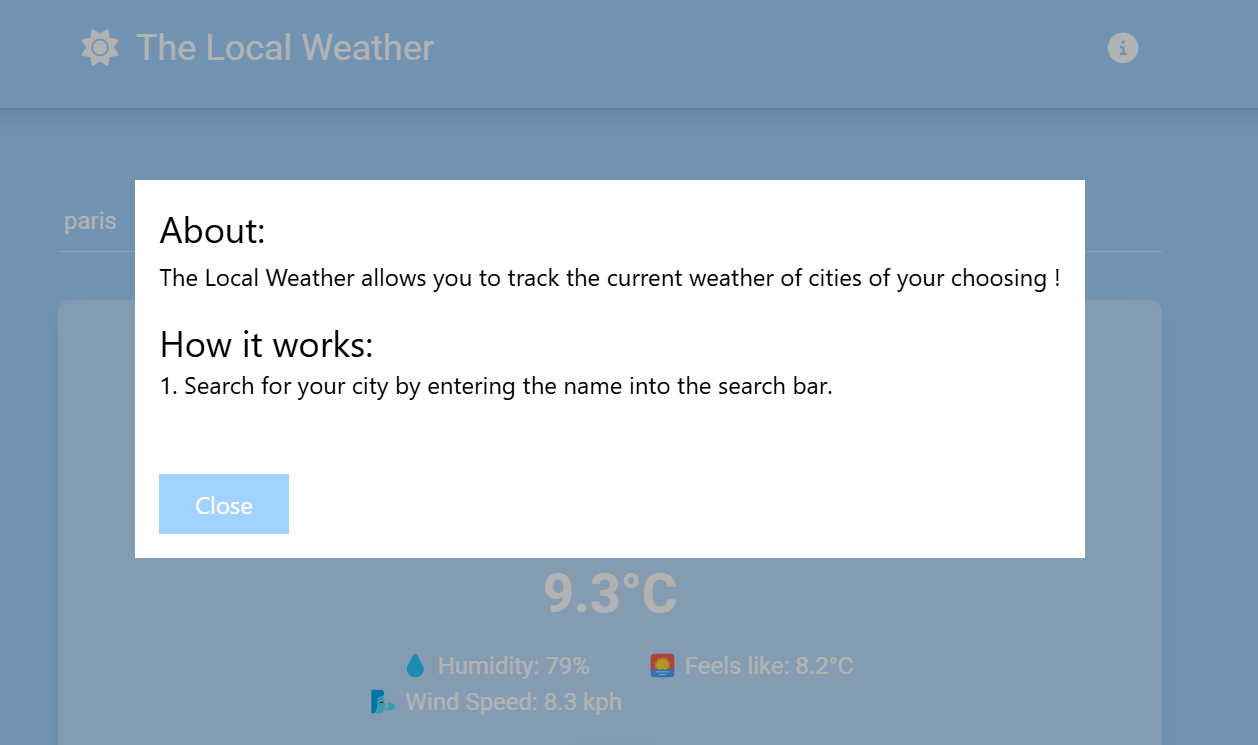 The Local Weather
paris
About:
The Local Weather allows you to track the current weather of cities of your choosing !
How it works:
1. Search for your city by entering the name into the search bar.
Close
9.3°C
Humidity: 79% Feels like: 8.2°C
Wind Speed: 8.3 kph